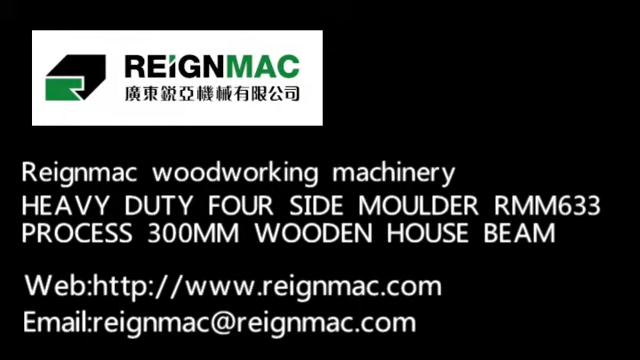 REIGNMAC
廣東銳亞機械有限公司
Reignmac woodworking machinery
HEAVY DUTY FOUR SIDE MOULDER RMM633
PROCESS 300MM WOODEN HOUSE BEAM
Web:http://www.reignmac.com
Email:reignmac@reignmac.com